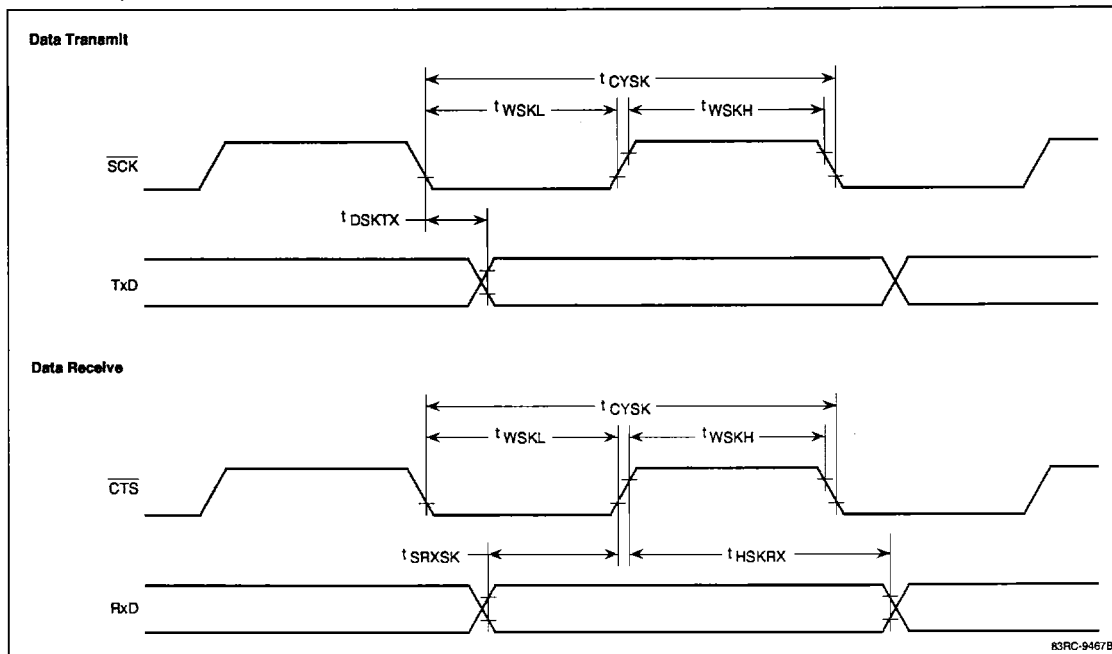 Data Transmit
t CYSK
t WSKL
t WSKH
SCK
t DSKTX
TxD
Data Receive
t CYSK
t WSKL
t WSKH
CTS
t SRXSK
t HSKRX
RxD
83RC-9467B